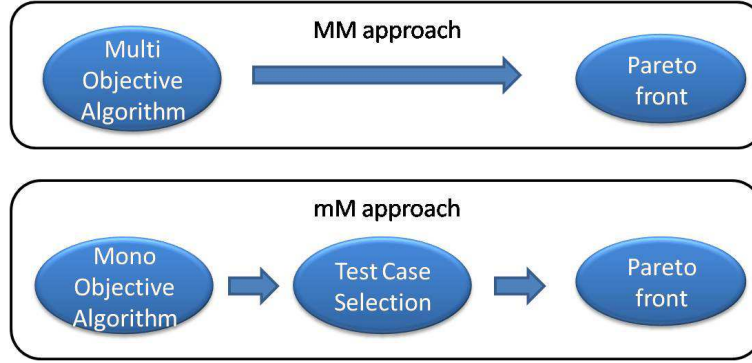 MM approach
Multi
Objective
Algorithm
Pareto
front
mM approach
Mono
Objective
Algorithm
Test Case
Selection
Pareto
front